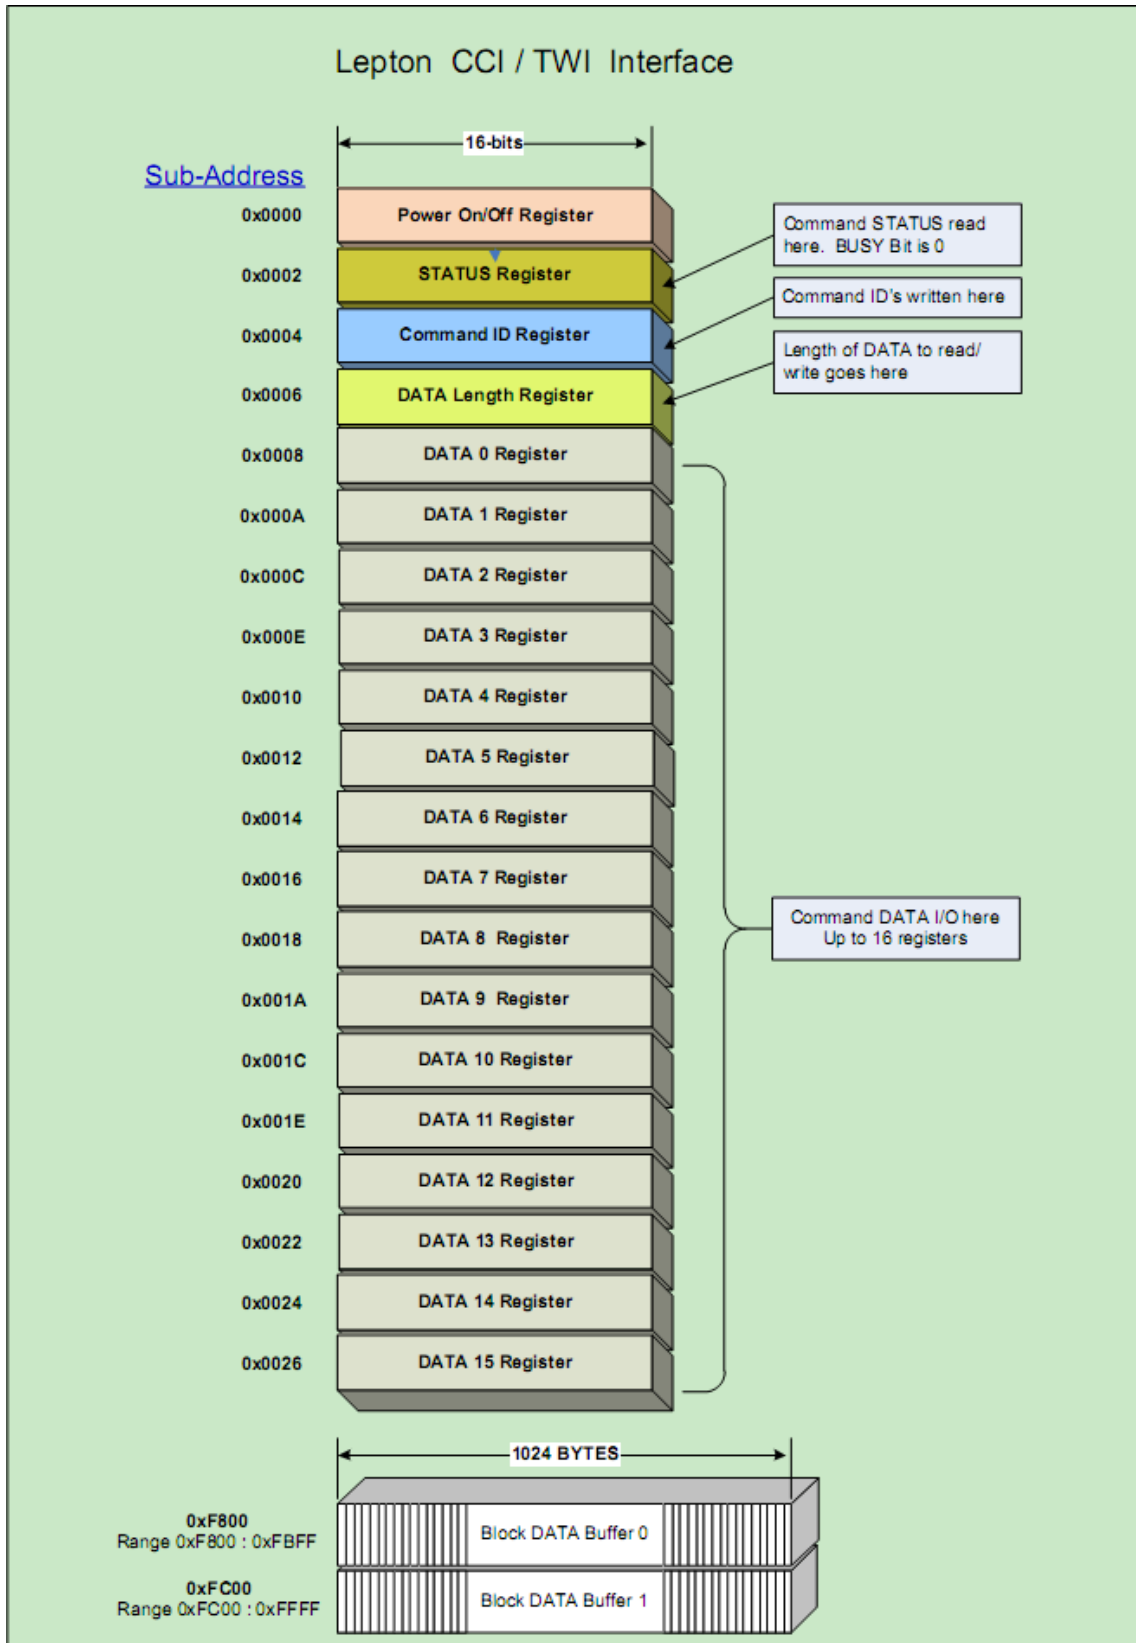 Lepton CCI / TWI Interface
16-bits
Sub-Address
0x0000 Power On/Off Register
Command STATUS read
here. BUSY Bit is 0
0x0002 STATUS Register
Command ID's written here
0x0004 Command ID Register
Length of DATA to read/
write goes here
0x0006 DATA Length Register
0x0008 DATA 0 Register
0x000A DATA 1 Register
0x000C DATA 2 Register
0x000E DATA 3 Register
0x0010 DATA 4 Register
0x0012 DATA 5 Register
0x0014 DATA 6 Register
0x0016 DATA 7 Register
Command DATA I/O here
Up to 16 registers
0x0018 DATA 8 Register
0x001A DATA 9 Register
0x001C DATA 10 Register
0x001E DATA 11 Register
0x0020 DATA 12 Register
0x0022 DATA 13 Register
0x0024 DATA 14 Register
0x0026 DATA 15 Register
1024 BYTES
0xF800
Range 0xF800 : 0xFBFF
Block DATA Buffer 0
0xFC00
Range 0xFC00 : 0xFFFF
Block DATA Buffer 1